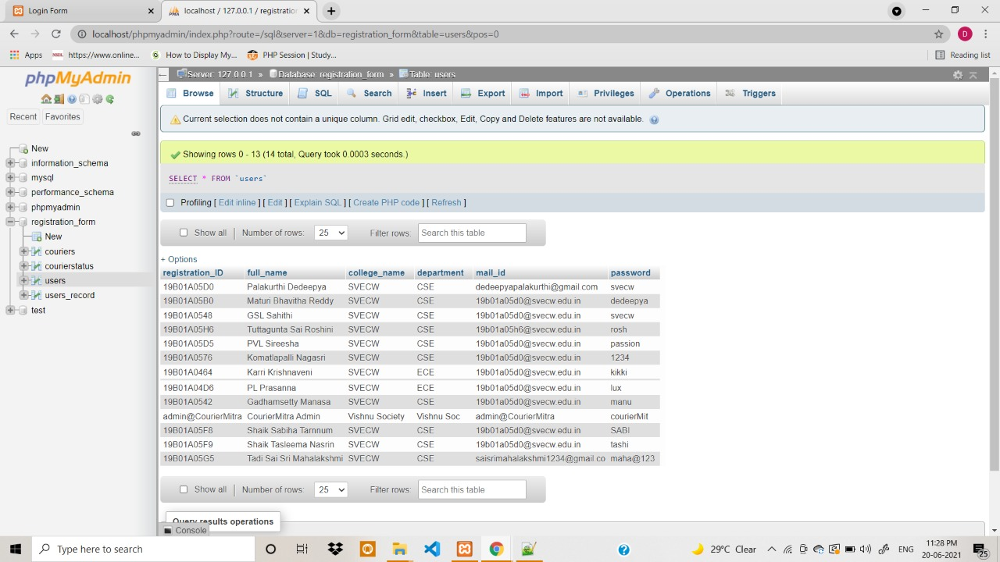 Login Form
localhost / 127.0.0.1 / registratio
localhost/phpmyadmin/index.php?route=/sql&server=1&db=registration_form&table=users&pos=0
D
Apps https://www.online... How to Display My... PHP Session | Study... Reading list
phpMyAdmin
Server: 127.0.0.1 » Database: registration_form » Table: users
Browse Structure SQL Search Insert Export Import Privileges Operations Triggers
Recent Favorites
Current selection does not contain a unique column. Grid edit, checkbox, Edit, Copy and Delete features are not available.
New
information_schema
mysql
performance_schema
phpmyadmin
registration_form
New
couriers
courierstatus
users
users_record
test
Showing rows 0 - 13 (14 total, Query took 0.0003 seconds.)
SELECT * FROM `users`
Profiling [ Edit inline ] [ Edit ] [ Explain SQL ] [ Create PHP code ] [ Refresh ]
Show all | Number of rows: 25 Filter rows: Search this table
+ Options
registration_ID full_name college_name department mail_id password
19B01A05D0 Palakurthi Dedeepya SVECW CSE dedeepyapalakurthi@gmail.com svecw
19B01A05B0 Maturi Bhavitha Reddy SVECW CSE 19b01a05d0@svecw.edu.in dedeepya
19B01A0548 GSL Sahithi SVECW CSE 19b01a05d0@svecw.edu.in svecw
19B01A05H6 Tuttagunta Sai Roshini SVECW CSE 19b01a05h6@svecw.edu.in rosh
19B01A05D5 PVL Sireesha SVECW CSE 19b01a05d0@svecw.edu.in passion
19B01A0576 Komatlapalli Nagasri SVECW CSE 19b01a05d0@svecw.edu.in 1234
19B01A0464 Karri Krishnaveni SVECW ECE 19b01a05d0@svecw.edu.in kikki
19B01A04D6 PL Prasanna SVECW ECE 19b01a05d0@svecw.edu.in lux
19B01A0542 Gadhamsetty Manasa SVECW CSE 19b01a05d0@svecw.edu.in manu
admin@CourierMitra CourierMitra Admin Vishnu Society Vishnu Soc admin@CourierMitra courierMit
19B01A05F8 Shaik Sabiha Tarnnum SVECW CSE 19b01a05d0@svecw.edu.in SABI
19B01A05F9 Shaik Tasleema Nasrin SVECW CSE 19b01a05d0@svecw.edu.in tashi
19B01A05G5 Tadi Sai Sri Mahalakshmi SVECW CSE saisrimahalakshmi1234@gmail.co maha@123
Show all | Number of rows: 25 Filter rows: Search this table
Query results operations
Console
Type here to search
29°C Clear
ENG
11:28 PM
20-06-2021
25